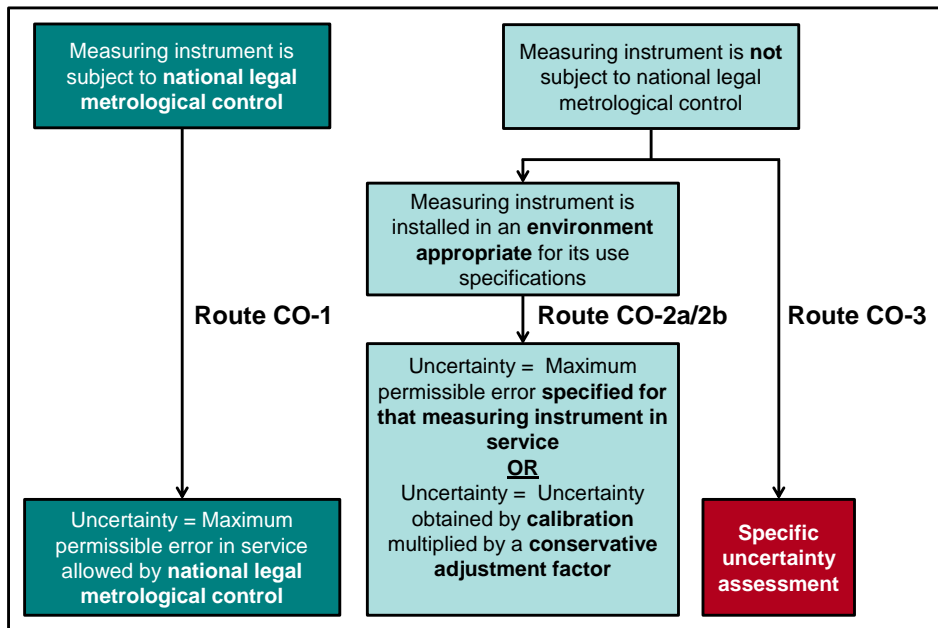 Measuring instrument is
subject to national legal
metrological control
Measuring instrument is not
subject to national legal
metrological control
Measuring instrument is
installed in an environment
appropriate for its use
specifications
Route CO-1
Route CO-2a/2b
Route CO-3
Uncertainty = Maximum
permissible error in service
allowed by national legal
metrological control
Uncertainty = Maximum
permissible error specified for
that measuring instrument in
service
OR
Uncertainty = Uncertainty
obtained by calibration
multiplied by a conservative
adjustment factor
Specific
uncertainty
assessment